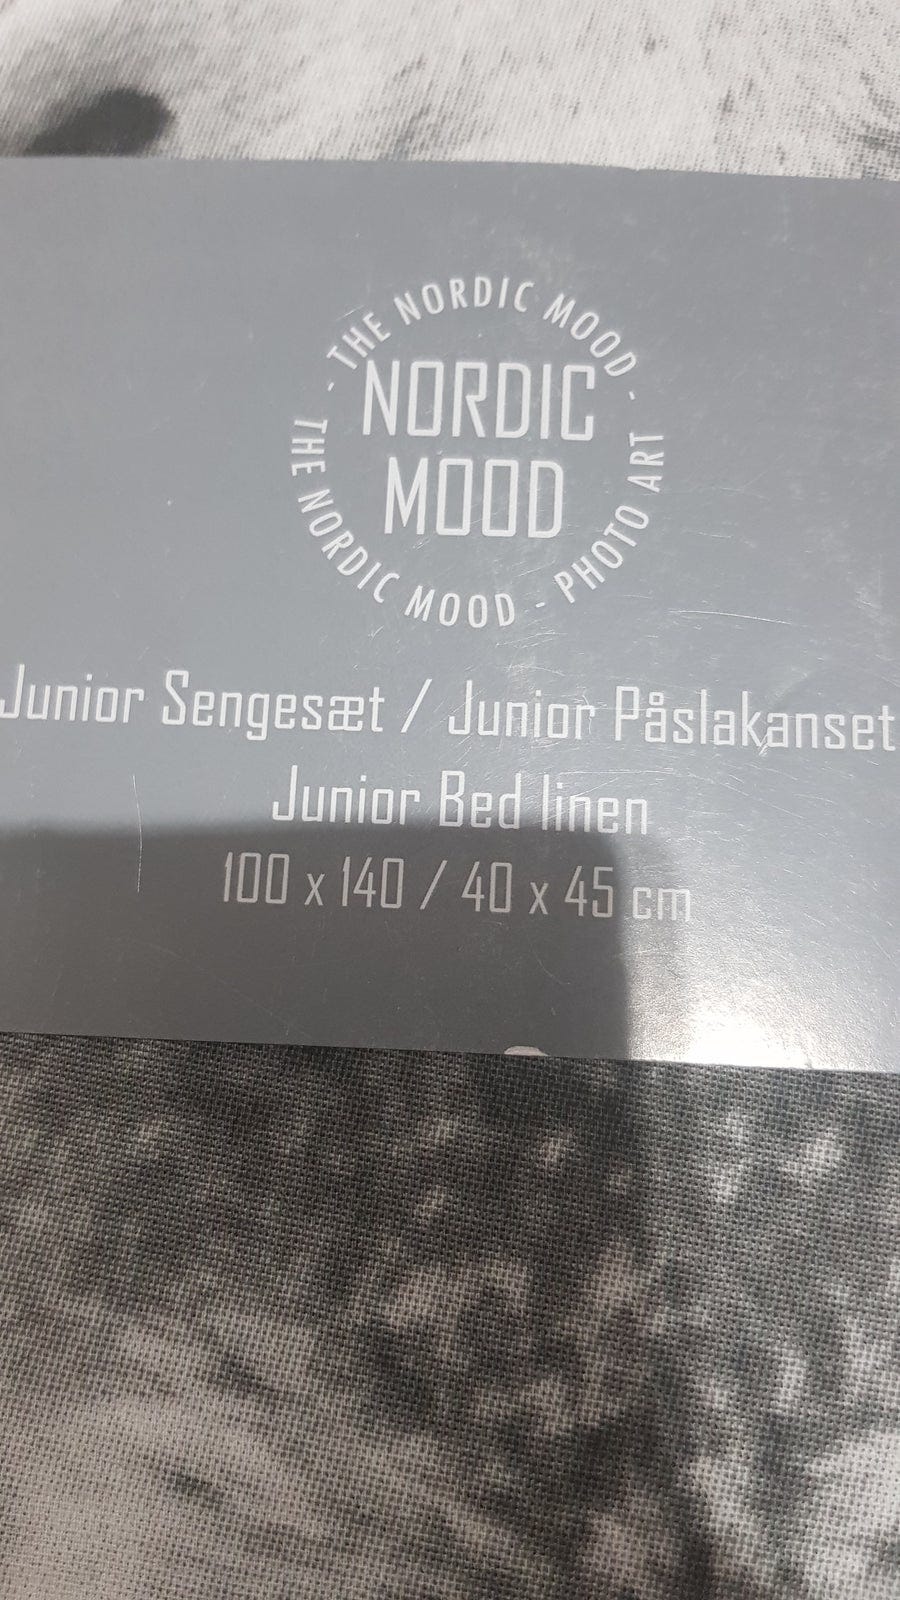 - THE NORDIC MOOD -
NORDIC
MOOD
THE NORDIC MOOD - PHOTO ART
Junior Sengesæt / Junior Påslakanset
Junior Bed linen
100 x 140 / 40 x 45 cm